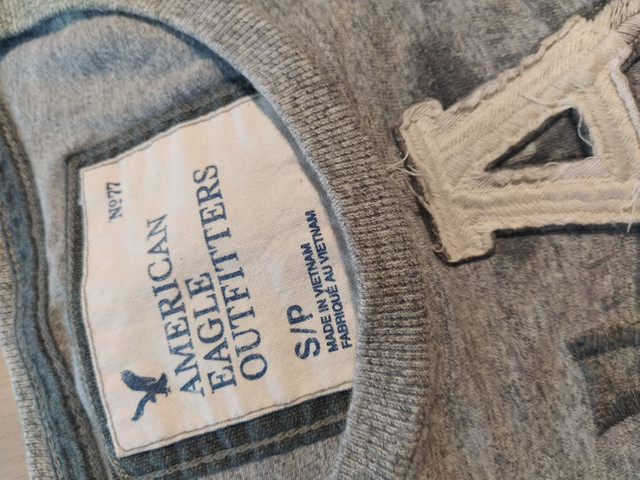 Nº77
AMERICAN
EAGLE
OUTFITTERS
S/P
MADE IN VIETNAM
FABRIQUÉ AU VIETNAM
A